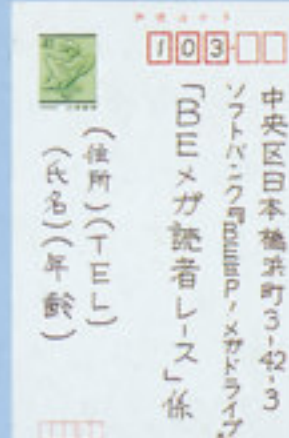 103
中央区日本橋浜町3-42-3
ソフトバンク『BEEP!メガドライブ』
「BEメガ読者レース」係
(住所)(TEL)
(氏名)(年齢)